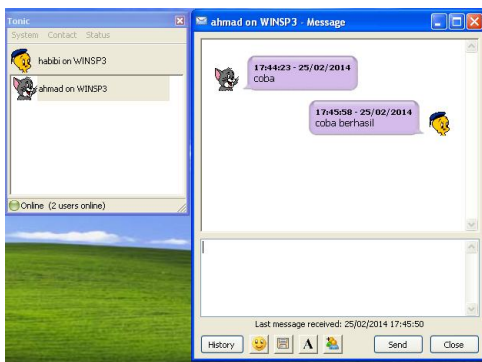 Tonic
System Contact Status
habibi on WINSP3
ahmad on WINSP3
Online (2 users online)
ahmad on WINSP3 - Message
17:44:23 - 25/02/2014
coba
17:45:58 - 25/02/2014
coba berhasil
Last message received: 25/02/2014 17:45:50
History
A
Send
Close